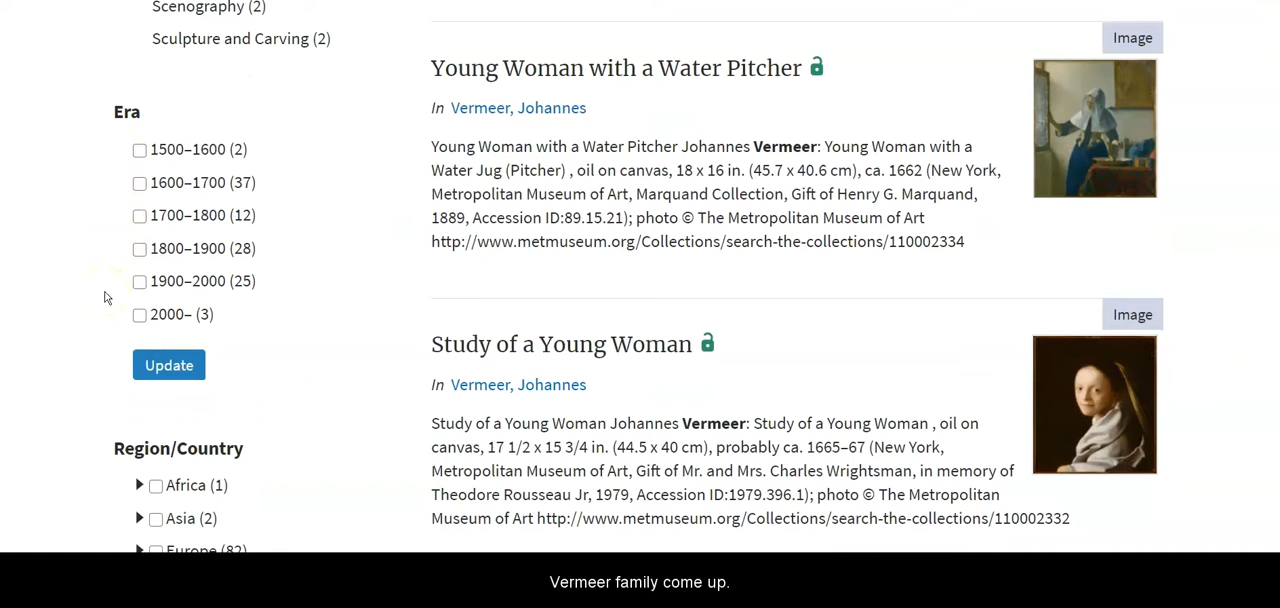 Scenography (2)
Sculpture and Carving (2)
Era
1500–1600 (2)
1600–1700 (37)
1700–1800 (12)
1800–1900 (28)
1900–2000 (25)
2000– (3)
Update
Region/Country
Africa (1)
Asia (2)
Europe (82)
Image
Young Woman with a Water Pitcher
In Vermeer, Johannes
Young Woman with a Water Pitcher Johannes Vermeer: Young Woman with a
Water Jug (Pitcher) , oil on canvas, 18 x 16 in. (45.7 x 40.6 cm), ca. 1662 (New York,
Metropolitan Museum of Art, Marquand Collection, Gift of Henry G. Marquand,
1889, Accession ID:89.15.21); photo © The Metropolitan Museum of Art
http://www.metmuseum.org/Collections/search-the-collections/110002334
Image
Study of a Young Woman
In Vermeer, Johannes
Study of a Young Woman Johannes Vermeer: Study of a Young Woman , oil on
canvas, 17 1/2 x 15 3/4 in. (44.5 x 40 cm), probably ca. 1665–67 (New York,
Metropolitan Museum of Art, Gift of Mr. and Mrs. Charles Wrightsman, in memory of
Theodore Rousseau Jr, 1979, Accession ID:1979.396.1); photo © The Metropolitan
Museum of Art http://www.metmuseum.org/Collections/search-the-collections/110002332
Vermeer family come up.